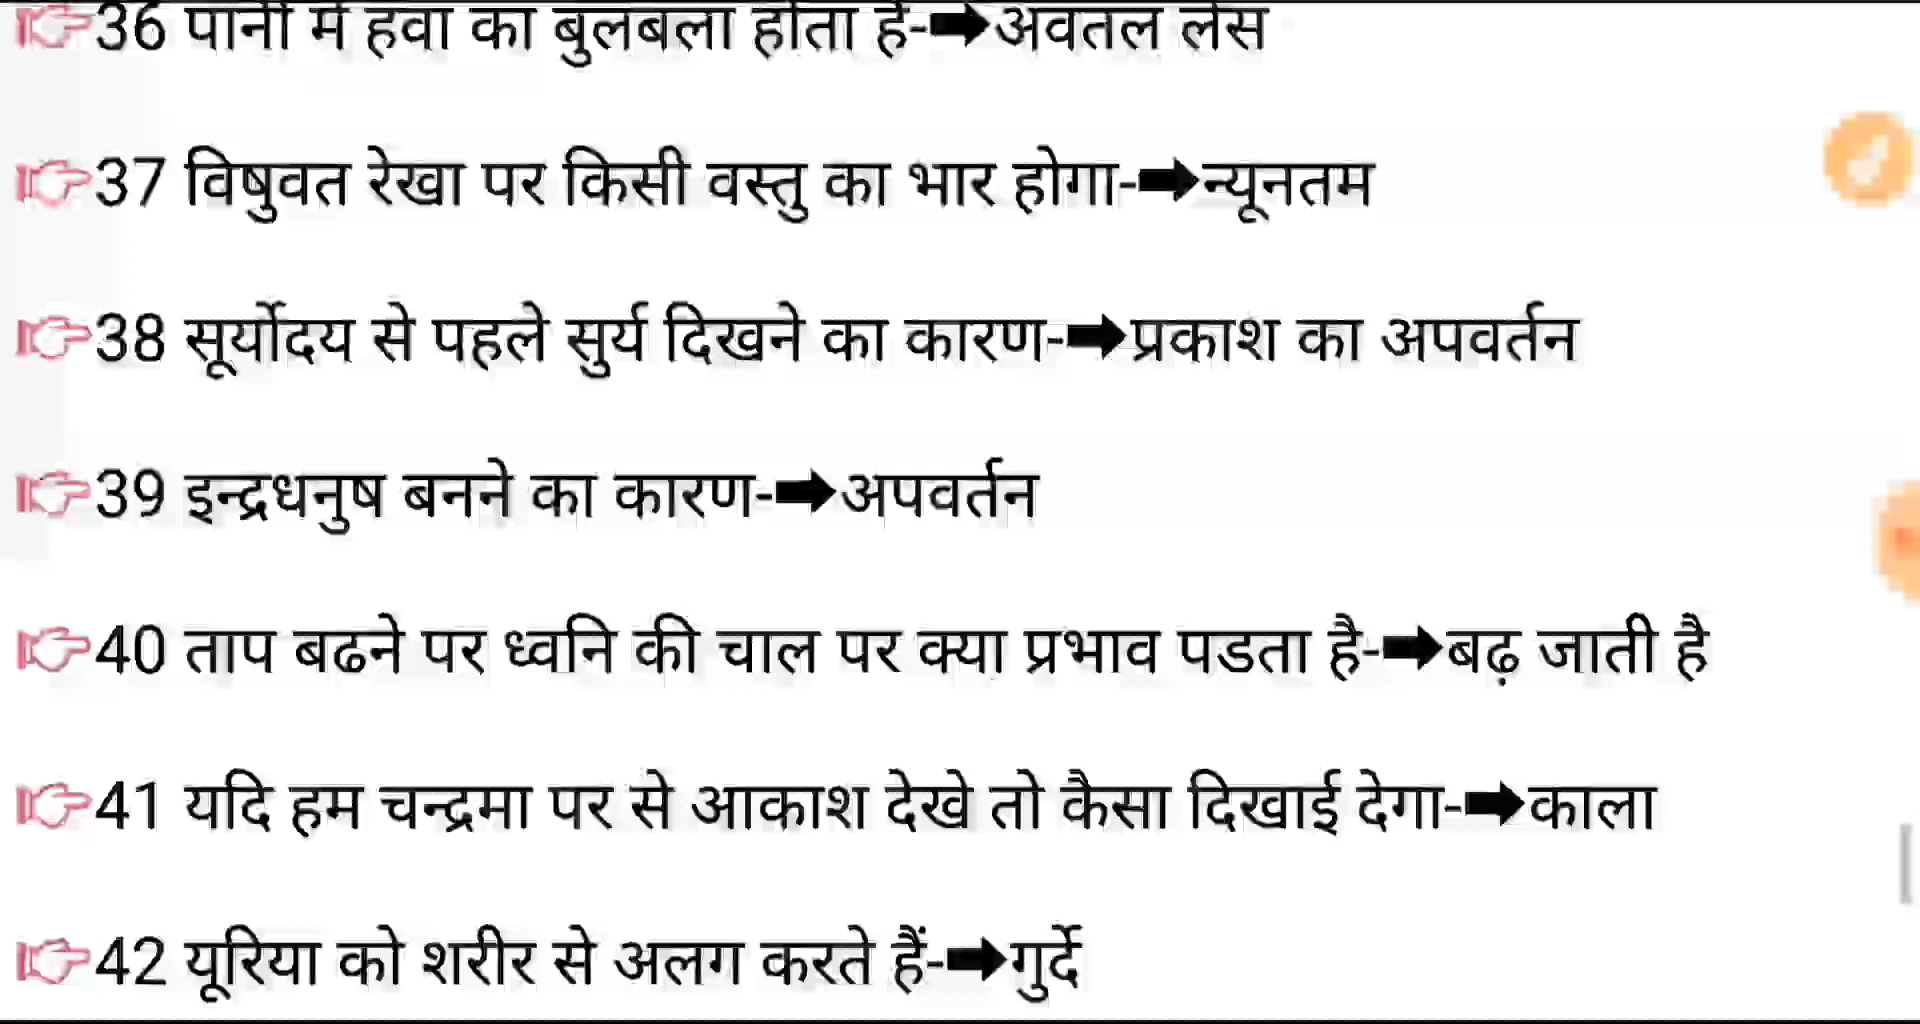 👉36 पानी में हवा का बुलबला होता है-➡अवतल लेंस
👉37 विषुवत रेखा पर किसी वस्तु का भार होगा-➡न्यूनतम
👉38 सूर्योदय से पहले सुर्य दिखने का कारण-➡प्रकाश का अपवर्तन
👉39 इन्द्रधनुष बनने का कारण-➡अपवर्तन
👉40 ताप बढने पर ध्वनि की चाल पर क्या प्रभाव पडता है-➡बढ़ जाती है
👉41 यदि हम चन्द्रमा पर से आकाश देखे तो कैसा दिखाई देगा-➡काला
👉42 यूरिया को शरीर से अलग करते हैं-➡गुर्दे